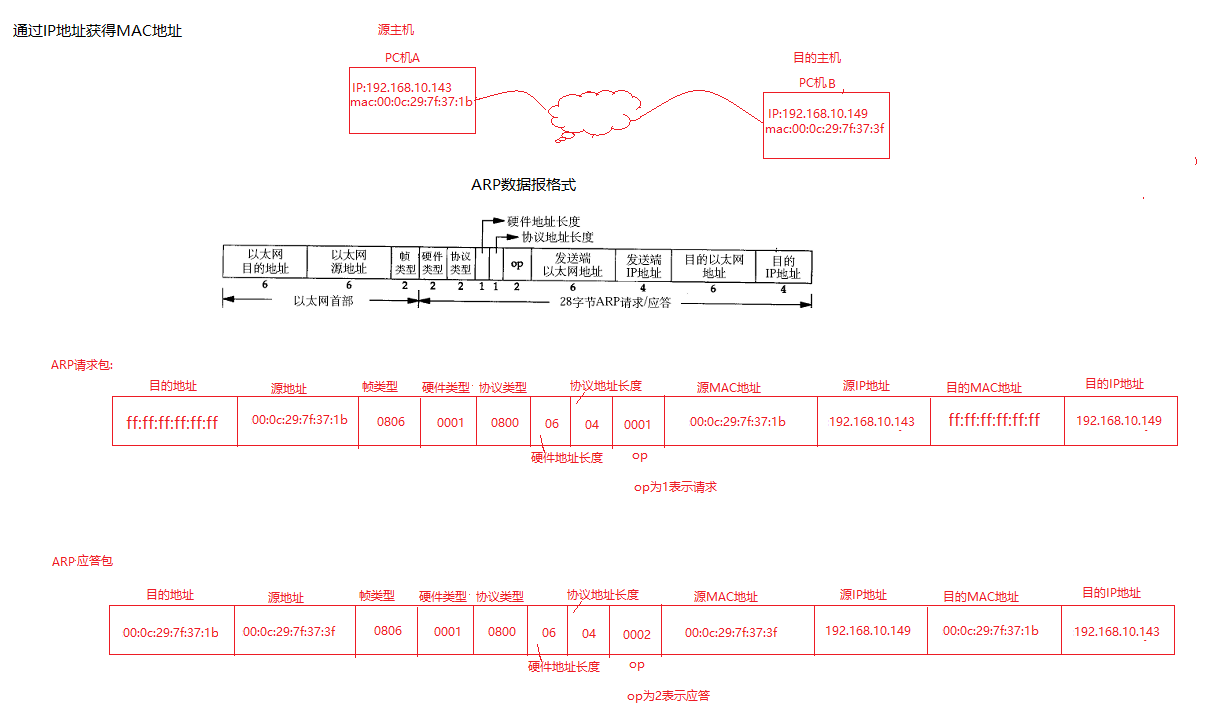 通过IP地址获得MAC地址
源主机
PC机A
IP:192.168.10.143
mac:00:0c:29:7f:37:1b
目的主机
PC机B
IP:192.168.10.149
mac:00:0c:29:7f:37:3f
ARP数据报格式
硬件地址长度
协议地址长度
以太网目的地址 以太网源地址 帧类型 硬件类型 协议类型 op 发送端以太网地址 发送端IP地址 目的以太网地址 目的IP地址
6 6 2 2 2 1 1 2 6 4 6 4
以太网首部 28字节ARP请求/应答
ARP请求包:
目的地址 源地址 帧类型 硬件类型 协议类型 协议地址长度 源MAC地址 源IP地址 目的MAC地址 目的IP地址
ff:ff:ff:ff:ff:ff 00:0c:29:7f:37:1b 0806 0001 0800 06 04 0001 00:0c:29:7f:37:1b 192.168.10.143 ff:ff:ff:ff:ff:ff 192.168.10.149
硬件地址长度 op
op为1表示请求
ARP应答包
目的地址 源地址 帧类型 硬件类型 协议类型 协议地址长度 源MAC地址 源IP地址 目的MAC地址 目的IP地址
00:0c:29:7f:37:1b 00:0c:29:7f:37:3f 0806 0001 0800 06 04 0002 00:0c:29:7f:37:3f 192.168.10.149 00:0c:29:7f:37:1b 192.168.10.143
硬件地址长度 op
op为2表示应答